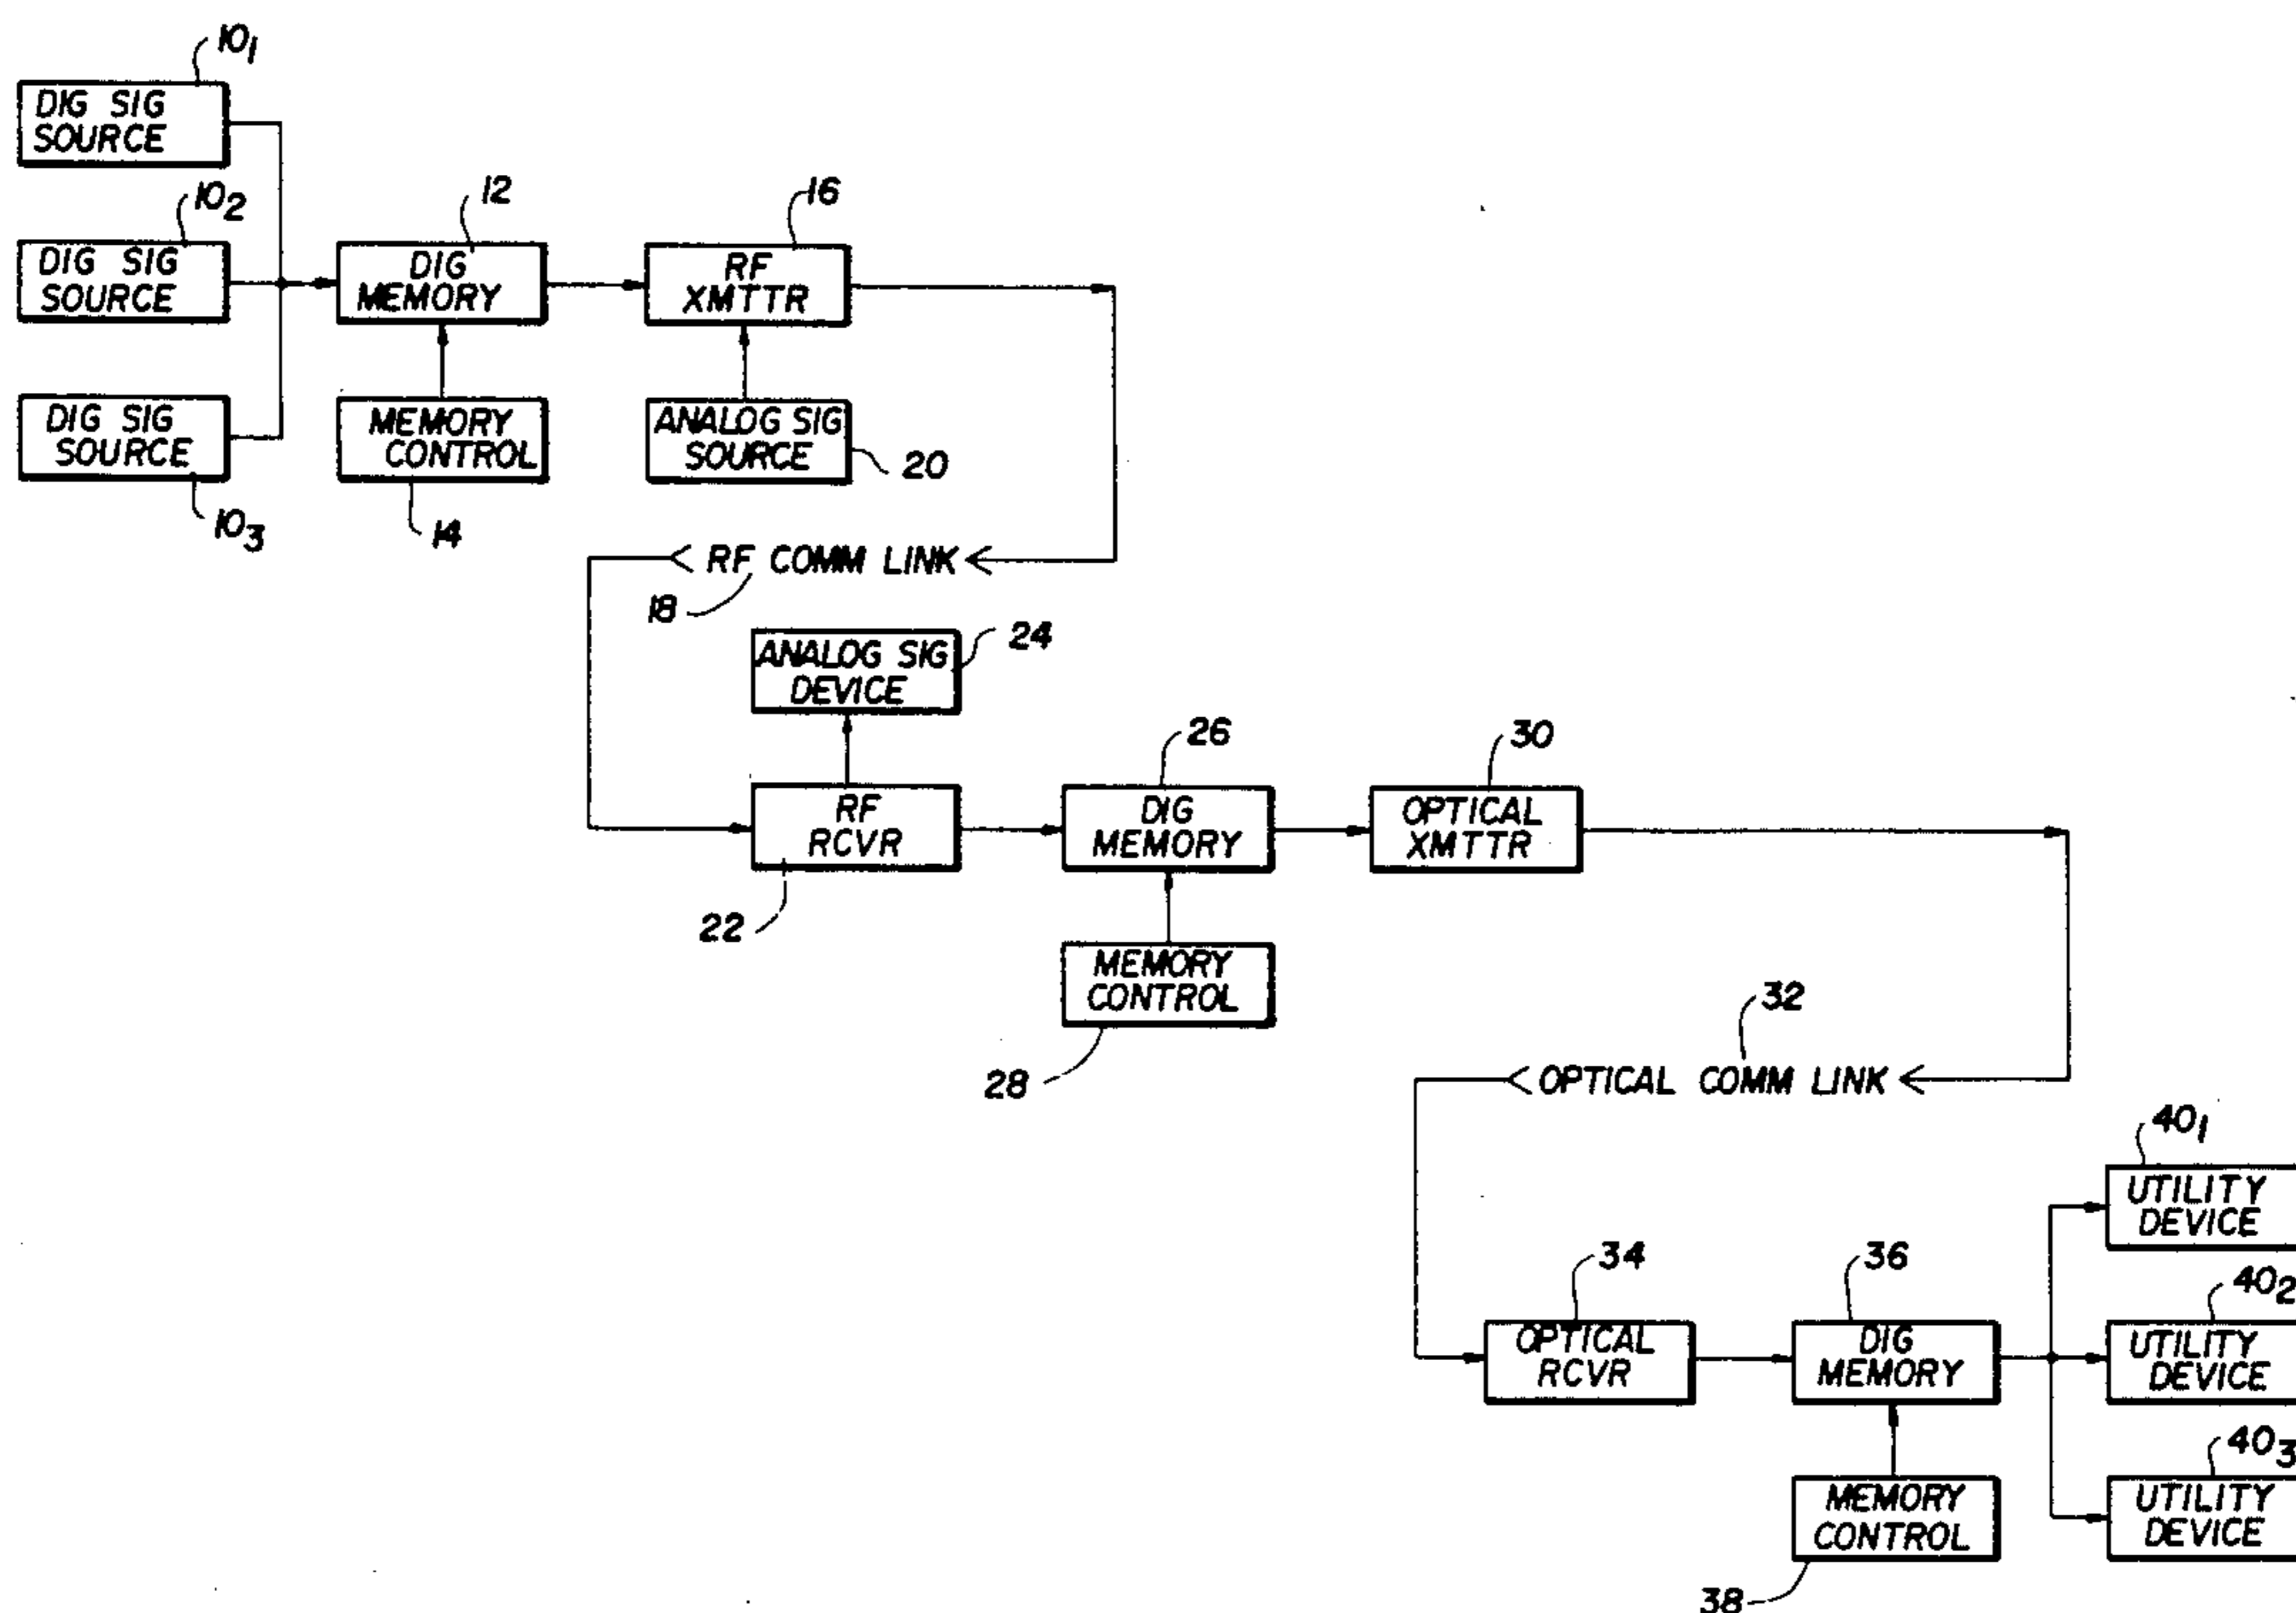 10₁
DIG SIG
SOURCE
10₂
DIG SIG
SOURCE
DIG SIG
SOURCE
10₃
12
DIG
MEMORY
MEMORY
CONTROL
14
16
RF
XMTTR
ANALOG SIG
SOURCE
20
RF COMM LINK
18
ANALOG SIG
DEVICE
24
RF
RCVR
22
26
DIG
MEMORY
MEMORY
CONTROL
28
30
OPTICAL
XMTTR
32
OPTICAL COMM LINK
34
OPTICAL
RCVR
36
DIG
MEMORY
MEMORY
CONTROL
38
40₁
UTILITY
DEVICE
40₂
UTILITY
DEVICE
40₃
UTILITY
DEVICE